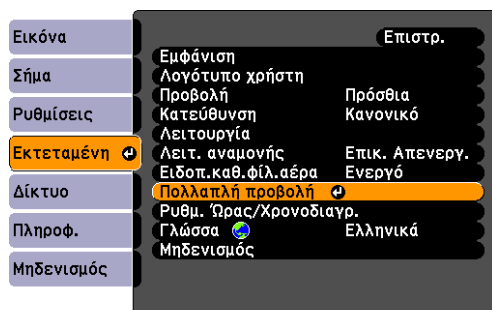 Εικόνα
Σήμα
Ρυθμίσεις
Εκτεταμένη
Δίκτυο
Πληροφ.
Μηδενισμός
Επιστρ.
Εμφάνιση
Λογότυπο χρήστη
Προβολή Πρόσθια
Κατεύθυνση Κανονικό
Λειτουργία
Λειτ. αναμονής Επικ. Απενεργ.
Ειδοπ.καθ.φίλ.αέρα Ενεργό
Πολλαπλή προβολή
Ρυθμ. Ώρας/Χρονοδιαγρ.
Γλώσσα Ελληνικά
Μηδενισμός